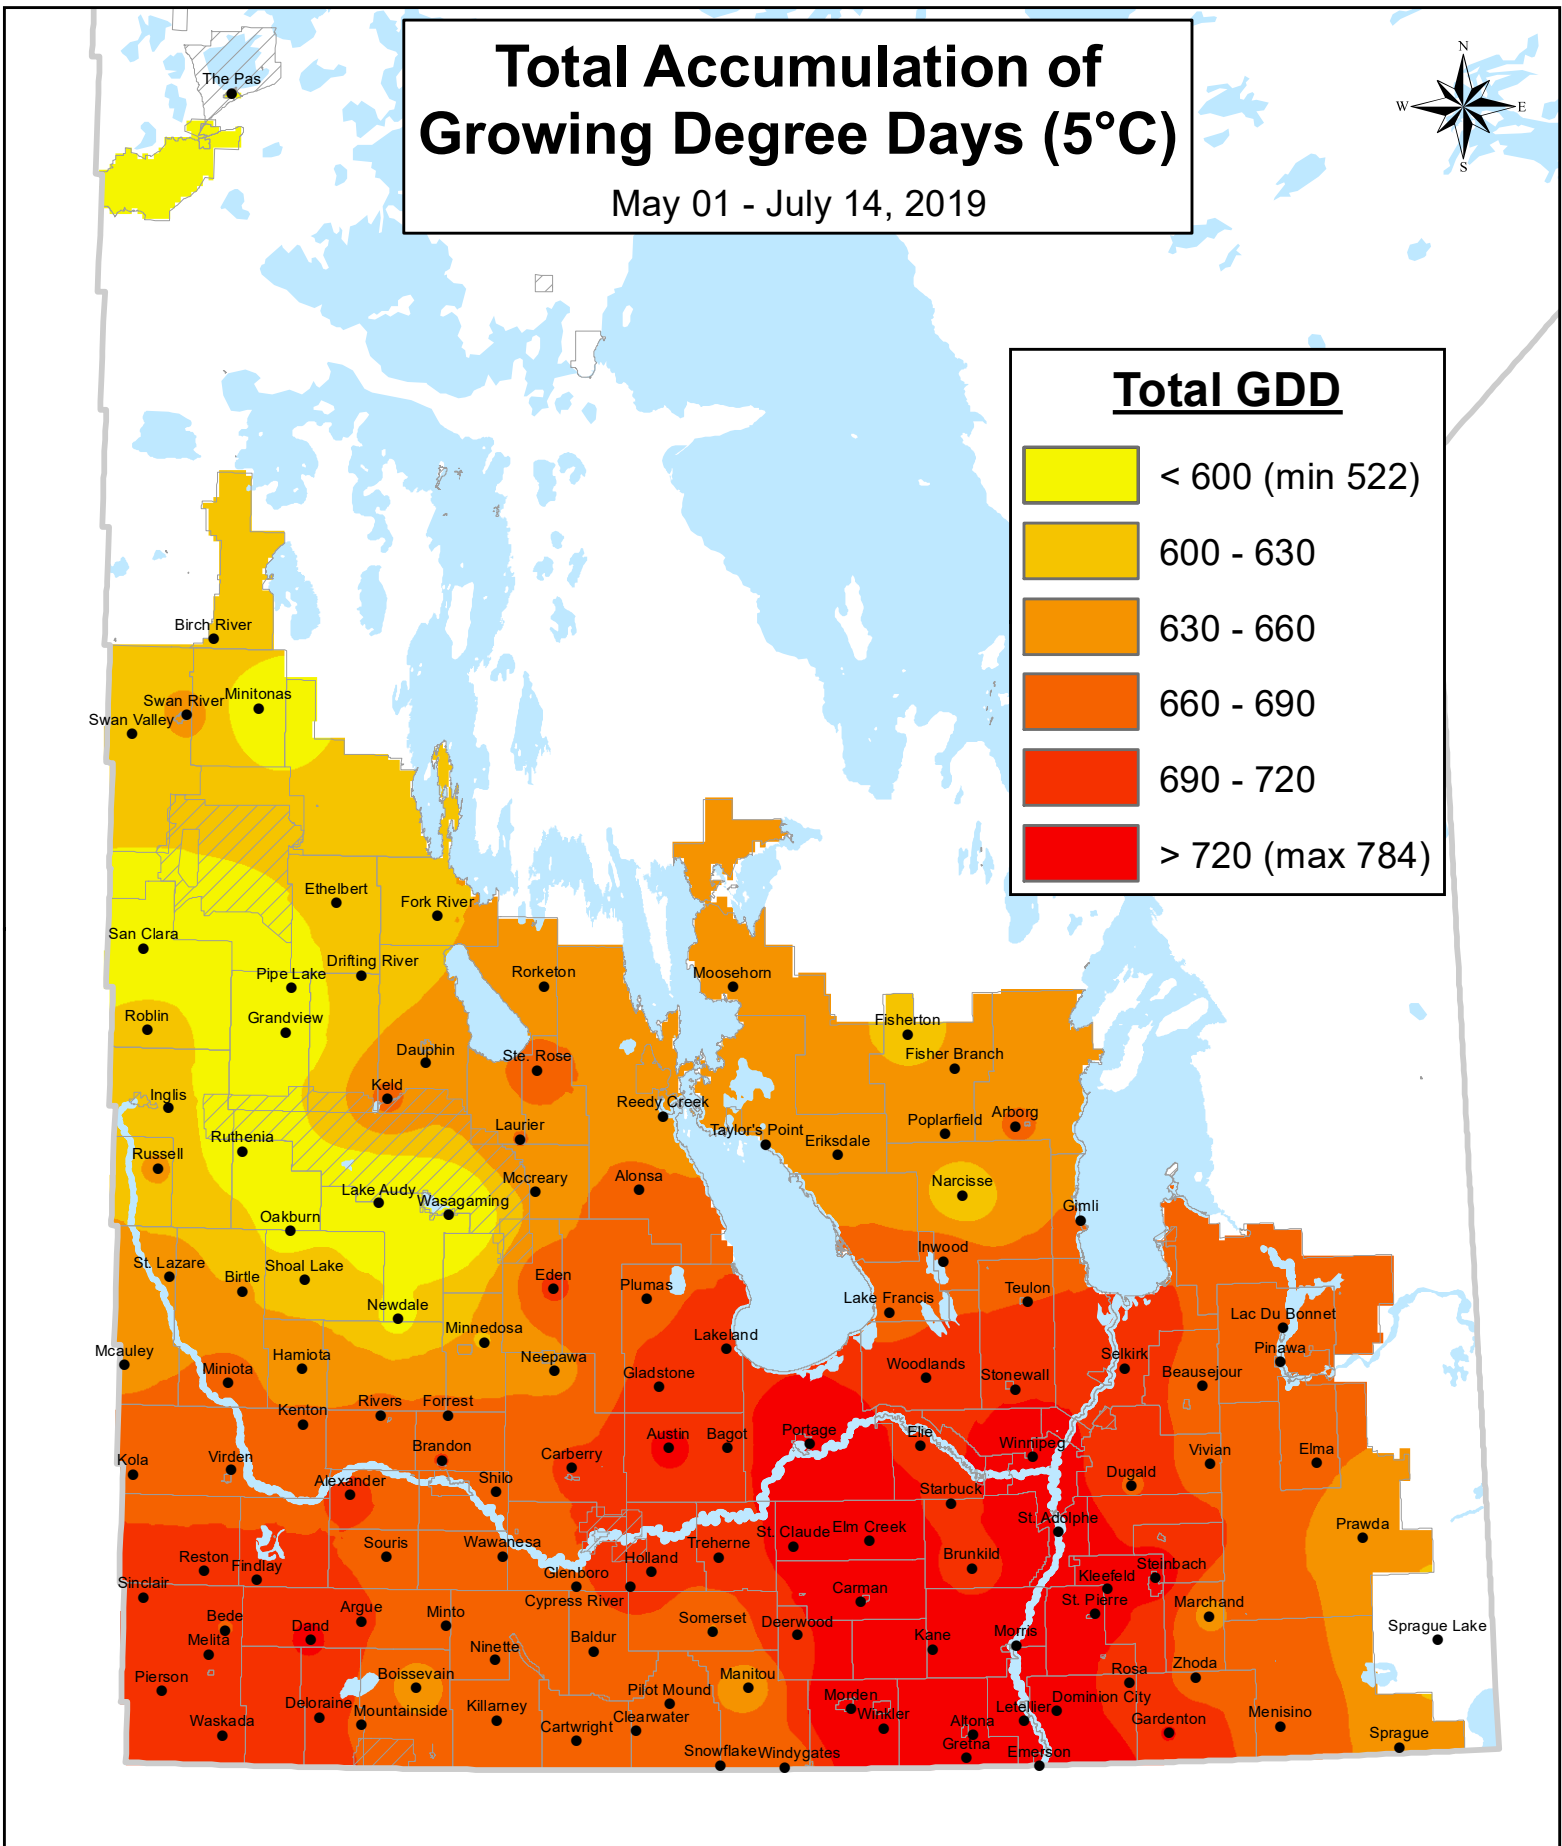 Total Accumulation of
Growing Degree Days (5°C)
May 01 - July 14, 2019
N
W
E
S
Total GDD
< 600 (min 522)
600 - 630
630 - 660
660 - 690
690 - 720
> 720 (max 784)
The Pas
Birch River
Swan River
Minitonas
Swan Valley
Ethelbert
Fork River
San Clara
Drifting River
Pipe Lake
Rorketon
Moosehorn
Roblin
Grandview
Fisherton
Dauphin
Ste. Rose
Fisher Branch
Keld
Inglis
Reedy Creek
Laurier
Taylor's Point
Eriksdale
Poplarfield
Arborg
Ruthenia
Russell
Mccreary
Alonsa
Narcisse
Lake Audy
Wasagaming
Oakburn
Gimli
St. Lazare
Birtle
Shoal Lake
Eden
Plumas
Inwood
Teulon
Lake Francis
Newdale
Minnedosa
Lac Du Bonnet
Mcauley
Hamiota
Miniota
Neepawa
Lakeland
Gladstone
Woodlands
Stonewall
Selkirk
Beausejour
Pinawa
Kenton
Rivers
Forrest
Austin
Bagot
Portage
Elie
Winnipeg
Kola
Virden
Brandon
Carberry
Alexander
Shilo
Vivian
Elma
Dugald
Starbuck
St. Adolphe
Prawda
Souris
Wawanesa
Treherne
St. Claude
Elm Creek
Reston
Findlay
Holland
Brunkild
Steinbach
Sinclair
Glenboro
Kleefeld
Cypress River
Carman
St. Pierre
Marchand
Bede
Argue
Minto
Somerset
Deerwood
Dand
Sprague Lake
Melita
Ninette
Baldur
Kane
Morris
Pierson
Boissevain
Manitou
Rosa
Zhoda
Pilot Mound
Morden
Dominion City
Deloraine
Mountainside
Killarney
Clearwater
Winkler
Letellier
Waskada
Cartwright
Altona
Gardenton
Menisino
Gretna
Snowflake
Windygates
Emerson
Sprague